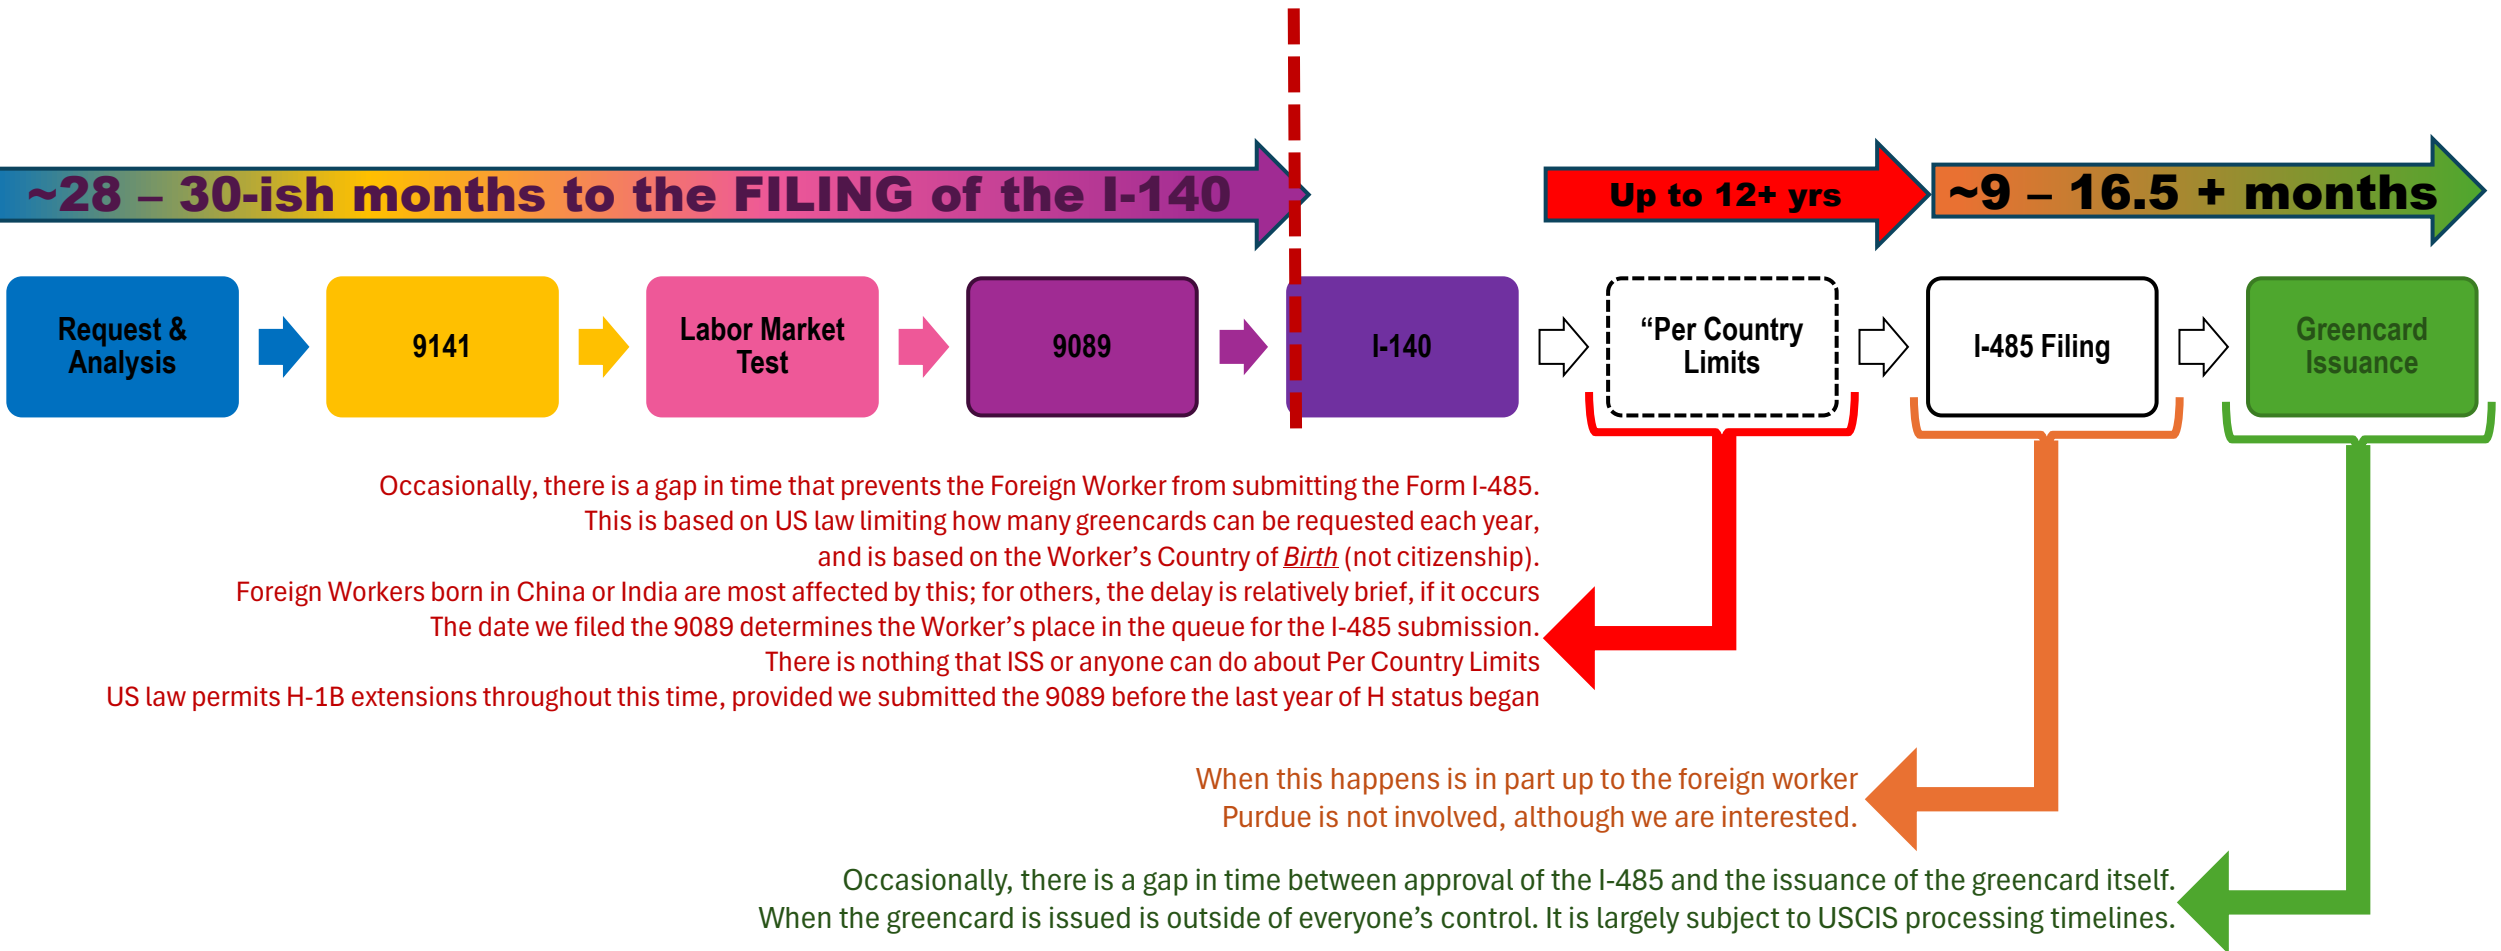 ~28 – 30-ish months to the FILING of the I-140
Up to 12+ yrs
~9 – 16.5 + months
Request &
Analysis
9141
Labor Market
Test
9089
I-140
“Per Country
Limits
I-485 Filing
Greencard
Issuance
Occasionally, there is a gap in time that prevents the Foreign Worker from submitting the Form I-485.
This is based on US law limiting how many greencards can be requested each year,
and is based on the Worker’s Country of Birth (not citizenship).
Foreign Workers born in China or India are most affected by this; for others, the delay is relatively brief, if it occurs
The date we filed the 9089 determines the Worker’s place in the queue for the I-485 submission.
There is nothing that ISS or anyone can do about Per Country Limits
US law permits H-1B extensions throughout this time, provided we submitted the 9089 before the last year of H status began
When this happens is in part up to the foreign worker
Purdue is not involved, although we are interested.
Occasionally, there is a gap in time between approval of the I-485 and the issuance of the greencard itself.
When the greencard is issued is outside of everyone’s control. It is largely subject to USCIS processing timelines.